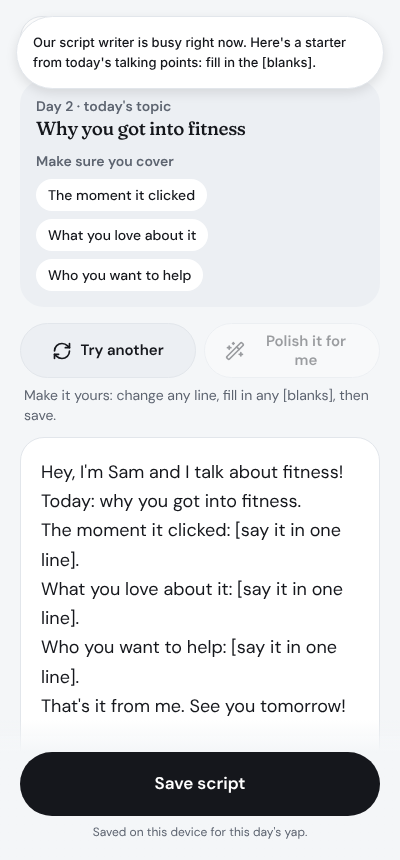 Our script writer is busy right now. Here's a starter
from today's talking points: fill in the [blanks].
Day 2 · today's topic
Why you got into fitness
Make sure you cover
The moment it clicked
What you love about it
Who you want to help
Try another
Polish it for
me
Make it yours: change any line, fill in any [blanks], then
save.
Hey, I'm Sam and I talk about fitness!
Today: why you got into fitness.
The moment it clicked: [say it in one
line].
What you love about it: [say it in one
line].
Who you want to help: [say it in one
line].
That's it from me. See you tomorrow!
Save script
Saved on this device for this day's yap.